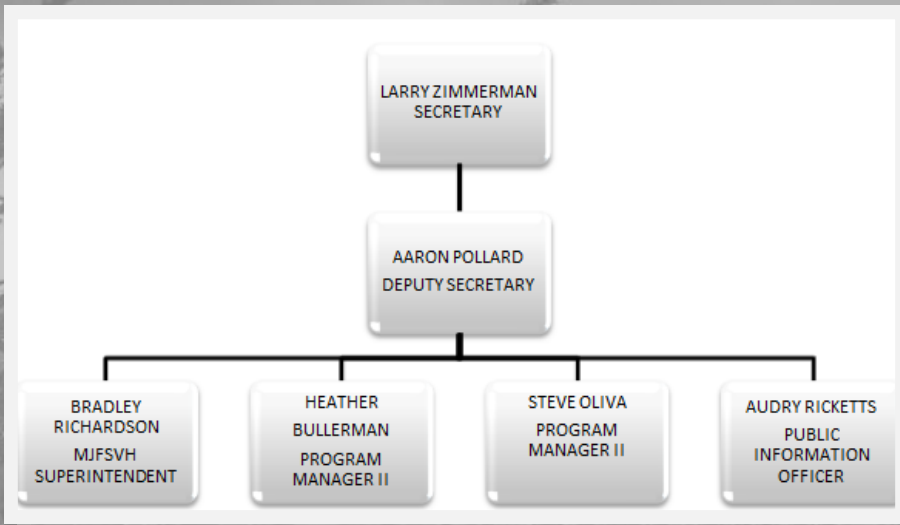 LARRY ZIMMERMAN
SECRETARY
AARON POLLARD
DEPUTY SECRETARY
BRADLEY
RICHARDSON
MJFSVH
SUPERINTENDENT
HEATHER
BULLERMAN
PROGRAM
MANAGER II
STEVE OLIVA
PROGRAM
MANAGER II
AUDRY RICKETTS
PUBLIC
INFORMATION
OFFICER